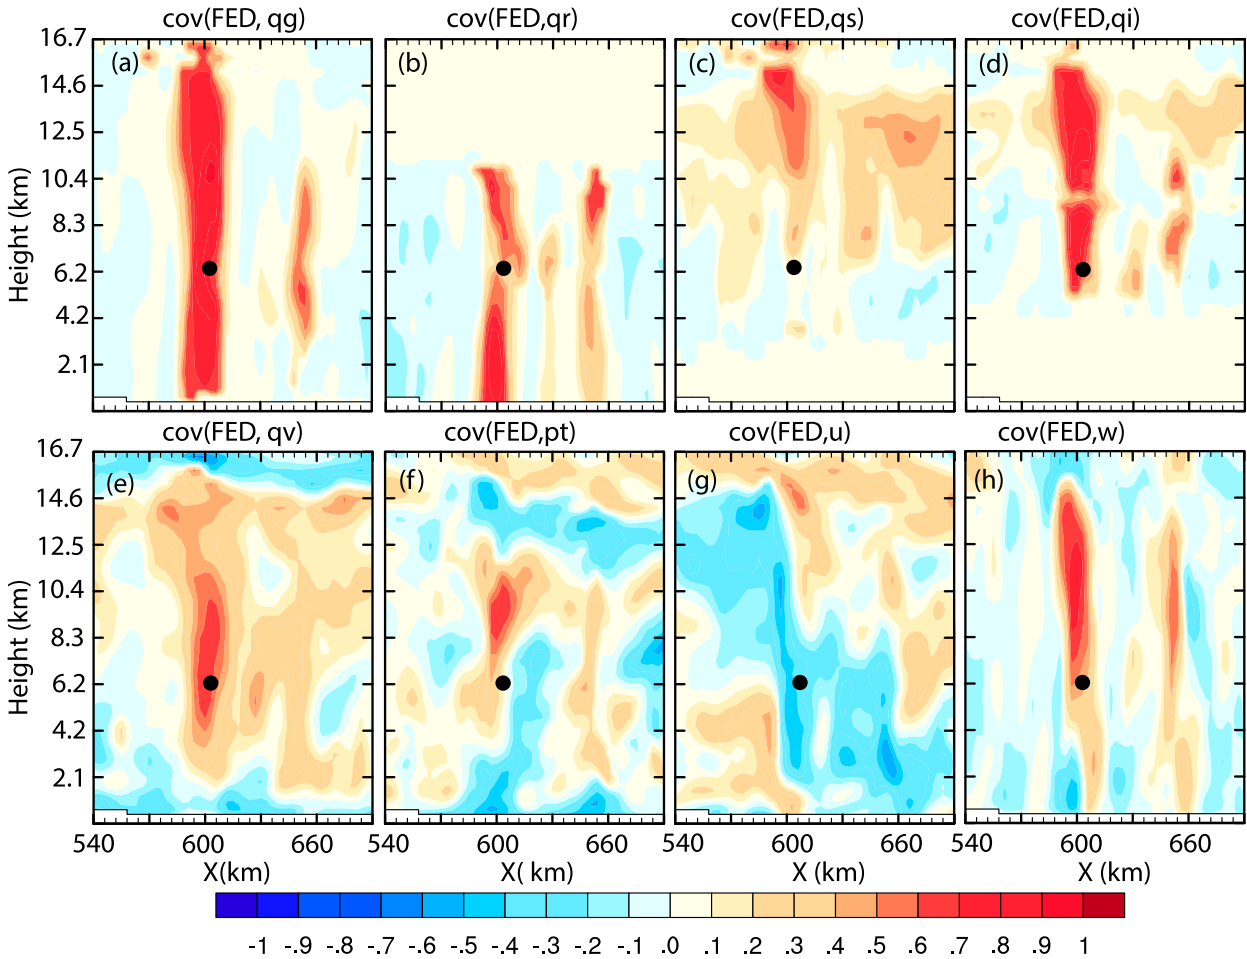 cov(FED, qg) cov(FED,qr) cov(FED,qs) cov(FED,qi)
16.7 (a) (b) (c) (d)
14.6
12.5
10.4
8.3
6.2
4.2
2.1
Height (km)
cov(FED, qv) cov(FED,pt) cov(FED,u) cov(FED,w)
16.7 (e) (f) (g) (h)
14.6
12.5
10.4
8.3
6.2
4.2
2.1
Height (km)
540 600 660 540 600 660 540 600 660 540 600 660
X(km) X( km) X (km) X (km)
-1 -.9 -.8 -.7 -.6 -.5 -.4 -.3 -.2 -.1 .0 .1 .2 .3 .4 .5 .6 .7 .8 .9 1